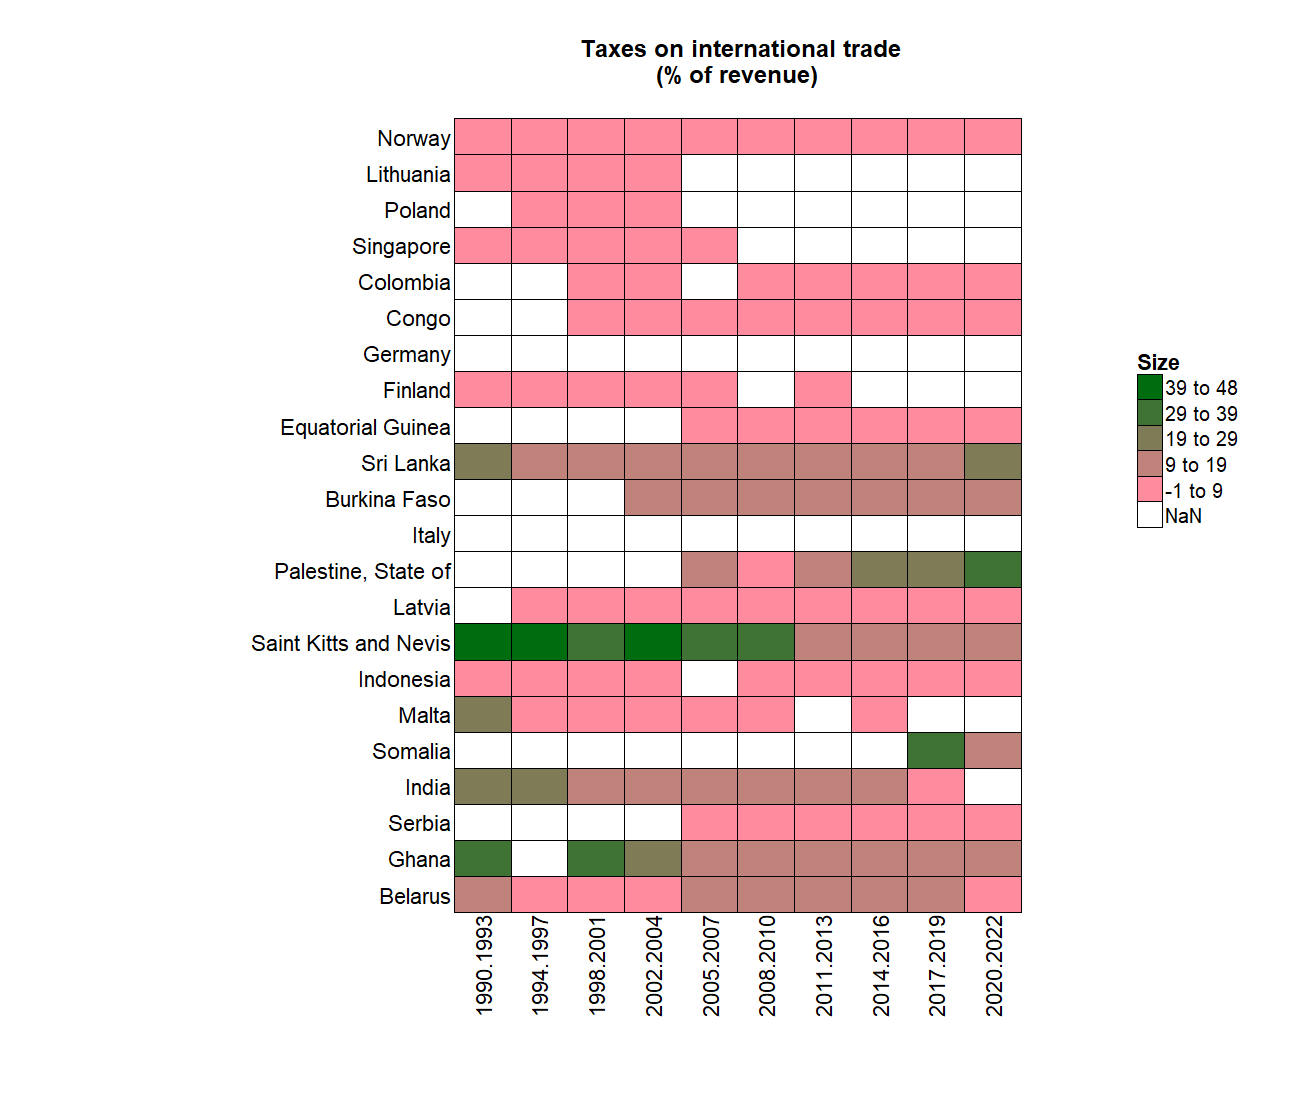 Taxes on international trade
(% of revenue)
Norway
Lithuania
Poland
Singapore
Colombia
Congo
Germany
Finland
Equatorial Guinea
Sri Lanka
Burkina Faso
Italy
Palestine, State of
Latvia
Saint Kitts and Nevis
Indonesia
Malta
Somalia
India
Serbia
Ghana
Belarus
1990.1993
1994.1997
1998.2001
2002.2004
2005.2007
2008.2010
2011.2013
2014.2016
2017.2019
2020.2022
Size
39 to 48
29 to 39
19 to 29
9 to 19
-1 to 9
NaN